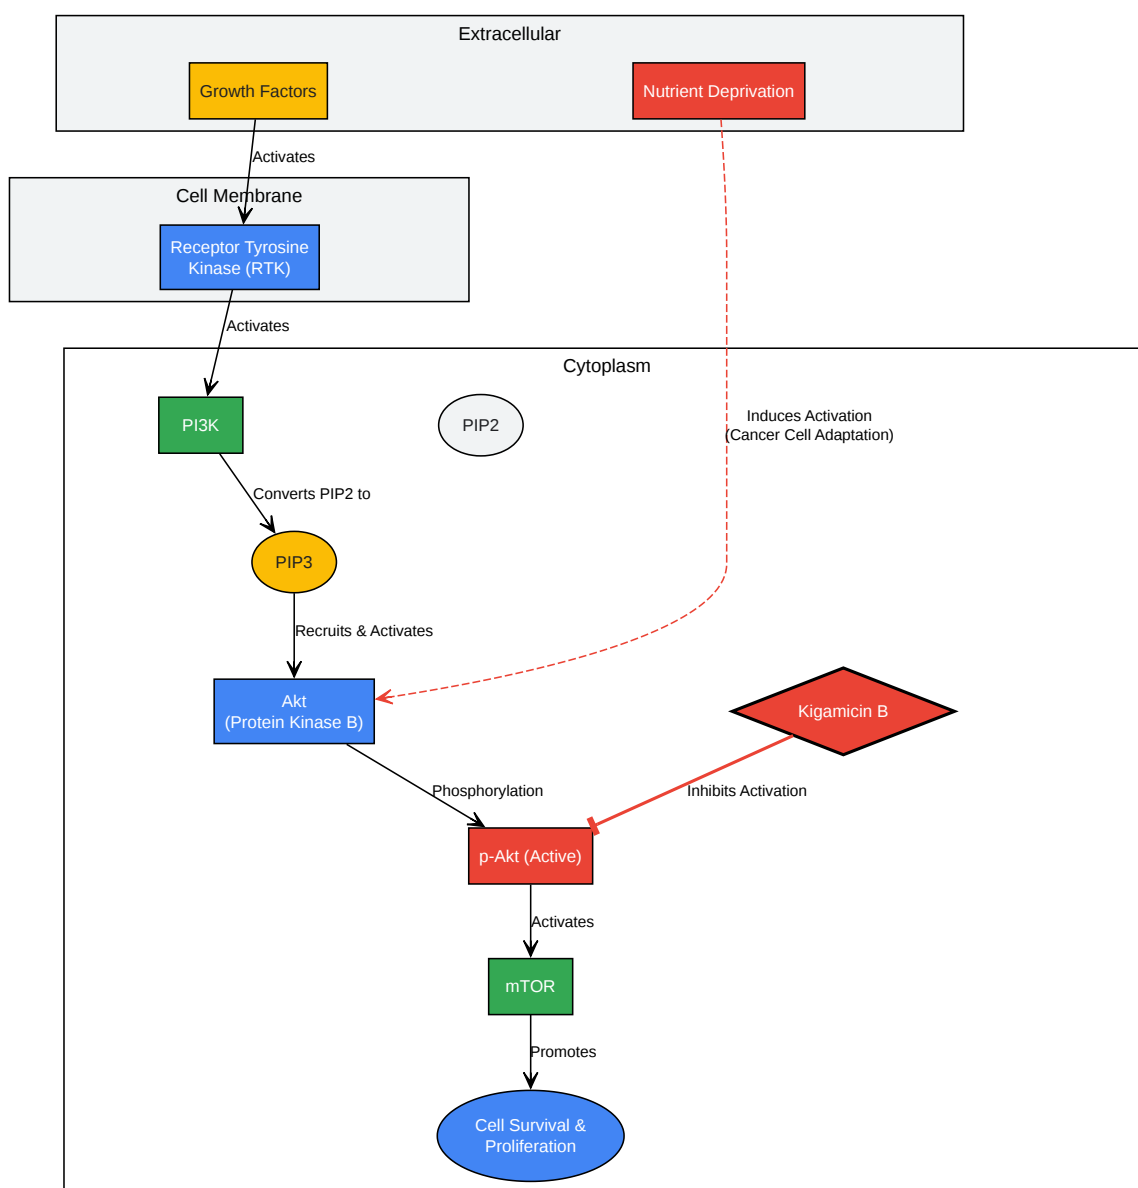 Extracellular
Growth Factors
Nutrient Deprivation
Activates
Cell Membrane
Receptor Tyrosine
Kinase (RTK)
Activates
Cytoplasm
PI3K
PIP2
Induces Activation
(Cancer Cell Adaptation)
Converts PIP2 to
PIP3
Recruits & Activates
Akt
(Protein Kinase B)
Kigamicin B
Phosphorylation
Inhibits Activation
p-Akt (Active)
Activates
mTOR
Promotes
Cell Survival &
Proliferation